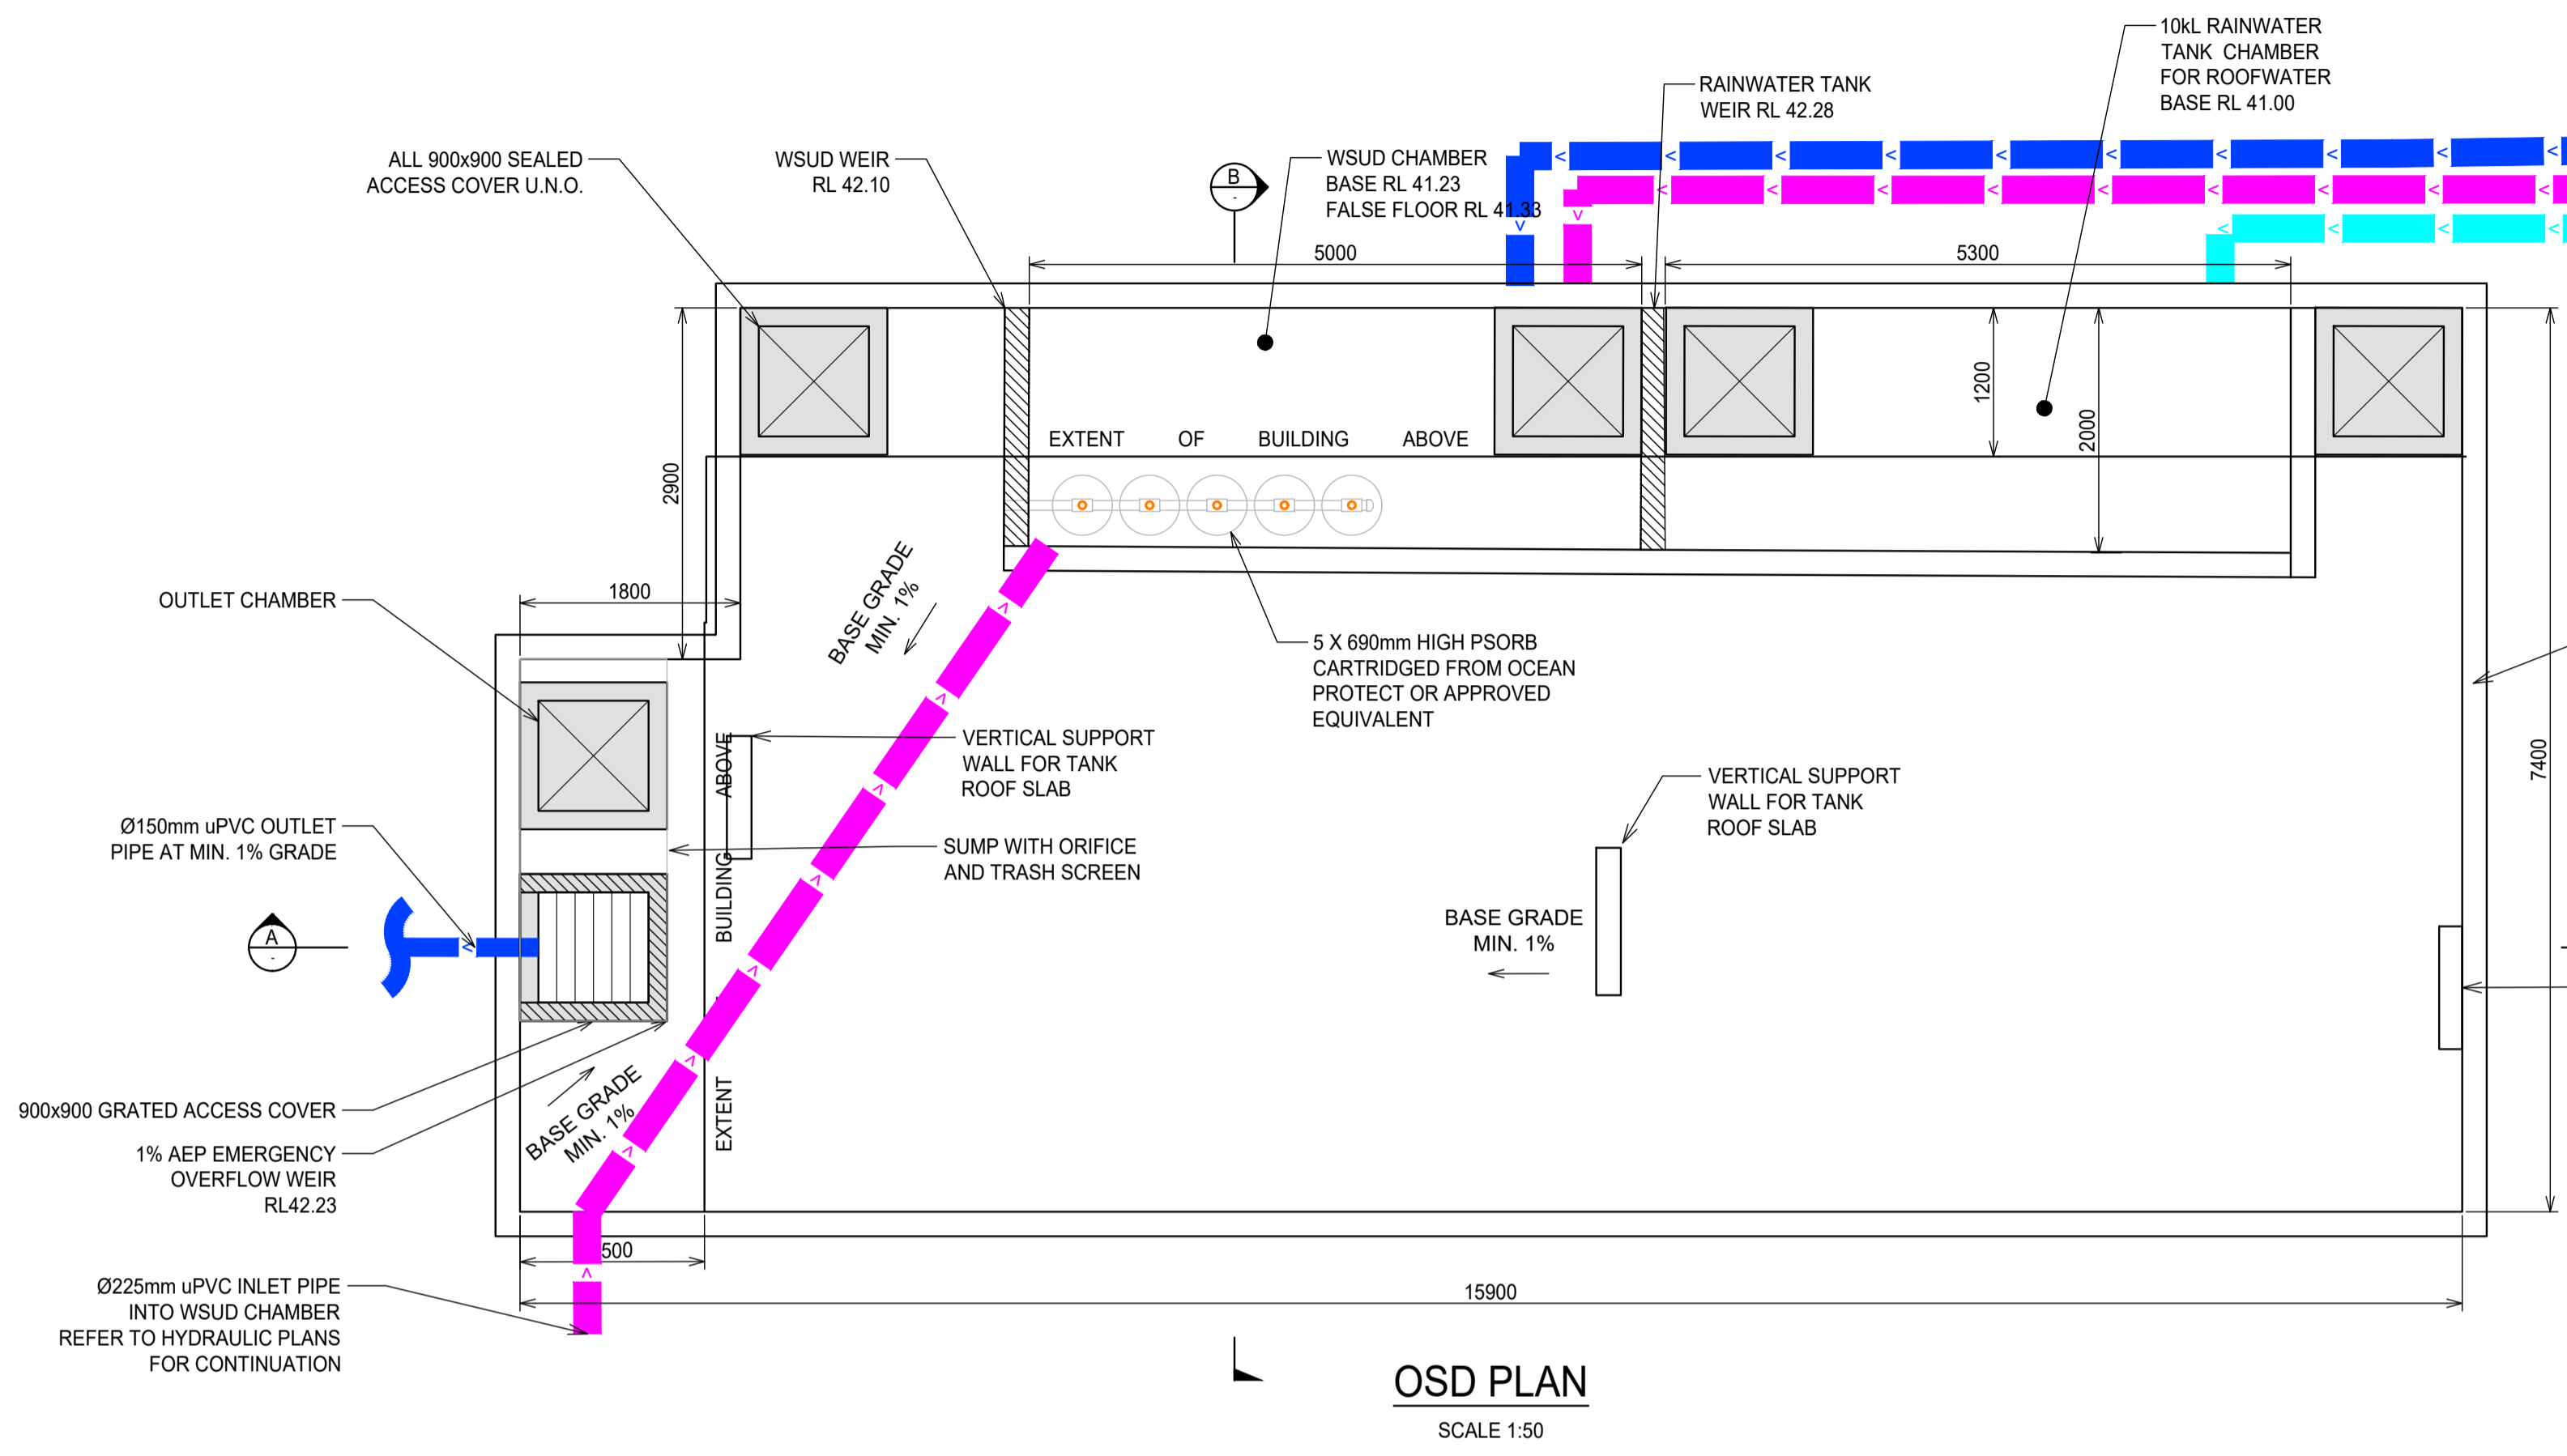 10kL RAINWATER
TANK CHAMBER
FOR ROOFWATER
BASE RL 41.00
RAINWATER TANK
WEIR RL 42.28
ALL 900x900 SEALED
ACCESS COVER U.N.O.
WSUD WEIR
RL 42.10
B
-
WSUD CHAMBER
BASE RL 41.23
FALSE FLOOR RL 41.33
5000
5300
1200
2000
2900
EXTENT OF BUILDING ABOVE
BASE GRADE
MIN. 1%
1800
OUTLET CHAMBER
5 X 690mm HIGH PSORB
CARTRIDGED FROM OCEAN
PROTECT OR APPROVED
EQUIVALENT
VERTICAL SUPPORT
WALL FOR TANK
ROOF SLAB
VERTICAL SUPPORT
WALL FOR TANK
ROOF SLAB
7400
Ø150mm uPVC OUTLET
PIPE AT MIN. 1% GRADE
SUMP WITH ORIFICE
AND TRASH SCREEN
A
-
BASE GRADE
MIN. 1%
EXTENT BUILDING ABOVE
BASE GRADE
MIN. 1%
900x900 GRATED ACCESS COVER
1% AEP EMERGENCY
OVERFLOW WEIR
RL42.23
500
15900
Ø225mm uPVC INLET PIPE
INTO WSUD CHAMBER
REFER TO HYDRAULIC PLANS
FOR CONTINUATION
OSD PLAN
SCALE 1:50